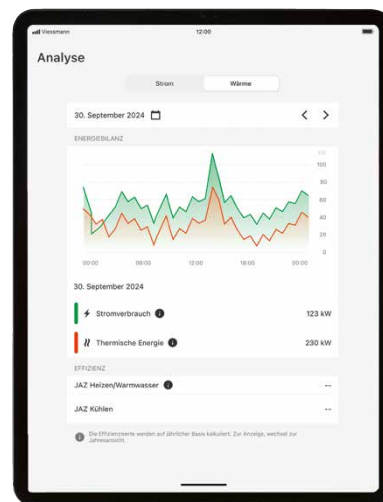 Viessmann 12:00
Analyse
Strom Wärme
30. September 2024
ENERGIEBILANZ
100
80
60
40
20
0
00:00 06:00 12:00 18:00 00:00
30. September 2024
Stromverbrauch 123 kW
Thermische Energie 230 kW
EFFIZIENZ
JAZ Heizen/Warmwasser --
JAZ Kühlen --
Die Effizienzwerte werden auf jährlicher Basis kalkuliert. Zur Anzeige, wechsel zur
Jahresansicht.